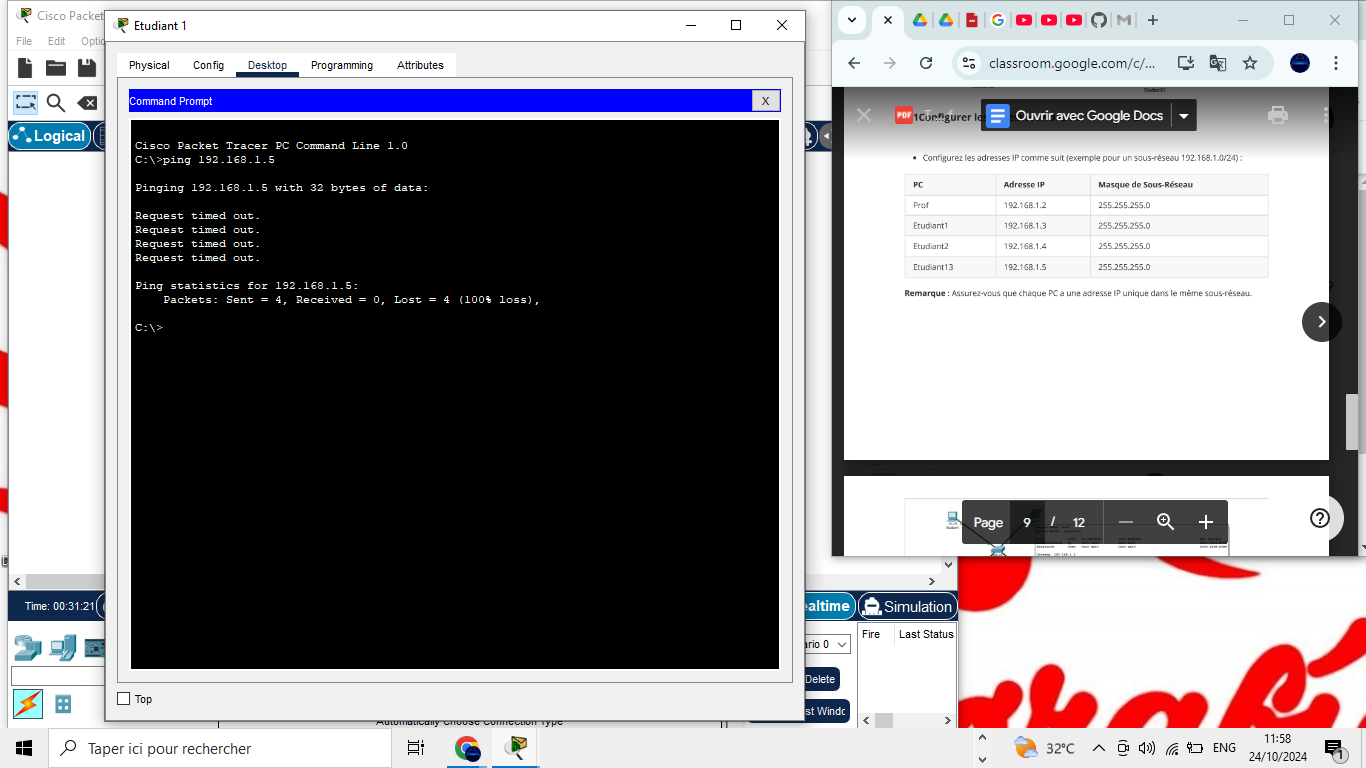 Cisco Packet
File Edit Optio
Logical
Time: 00:31:21
Etudiant 1
Physical Config Desktop Programming Attributes
Command Prompt
X
Cisco Packet Tracer PC Command Line 1.0
C:\>ping 192.168.1.5
Pinging 192.168.1.5 with 32 bytes of data:
Request timed out.
Request timed out.
Request timed out.
Request timed out.
Ping statistics for 192.168.1.5:
Packets: Sent = 4, Received = 0, Lost = 4 (100% loss),
C:\>
Top
Automatically Choose Connection Type
ealtime
Simulation
ario 0
Fire Last Status
Delete
st Windo
classroom.google.com/c/...
PDF
Ouvrir avec Google Docs
1Configurer le
• Configurez les adresses IP comme suit (exemple pour un sous-réseau 192.168.1.0/24) :
PC Adresse IP Masque de Sous-Réseau
Prof 192.168.1.2 255.255.255.0
Etudiant1 192.168.1.3 255.255.255.0
Etudiant2 192.168.1.4 255.255.255.0
Etudiant13 192.168.1.5 255.255.255.0
Remarque : Assurez-vous que chaque PC a une adresse IP unique dans le même sous-réseau.
Page 9 / 12
Taper ici pour rechercher
32°C
ENG
11:58
24/10/2024
1